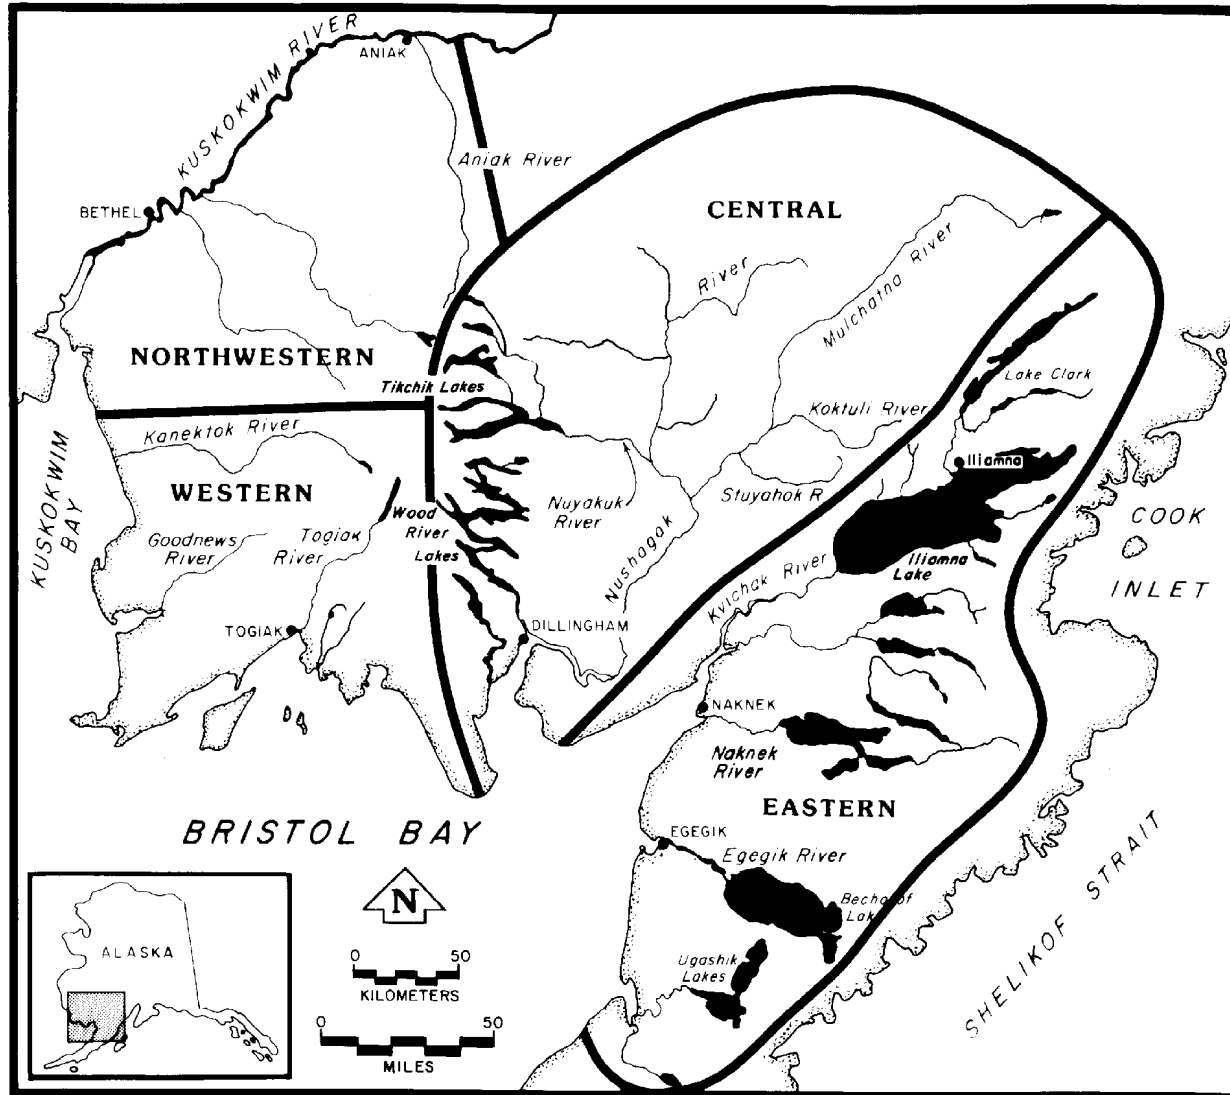 KUSKOKWIM RIVER
ANIAK
Aniak River
BETHEL
CENTRAL
River
Mulchatna River
NORTHWESTERN
Tikchik Lakes
Lake Clark
Koktuli River
Kanektok River
Iliamna
WESTERN
Stuyahok R.
Nuyakuk
River
Wood
River
Lakes
Togiak
River
Goodnews
River
KUSKOKWIM
BAY
COOK
INLET
Nushagak
Kvichak River
Iliamna
Lake
TOGIAK
DILLINGHAM
NAKNEK
Naknek
River
EASTERN
BRISTOL BAY
EGEGIK
Egegik River
Becharof
Lake
Ugashik
Lakes
SHELIKOF STRAIT
N
ALASKA
0 50
KILOMETERS
0 50
MILES